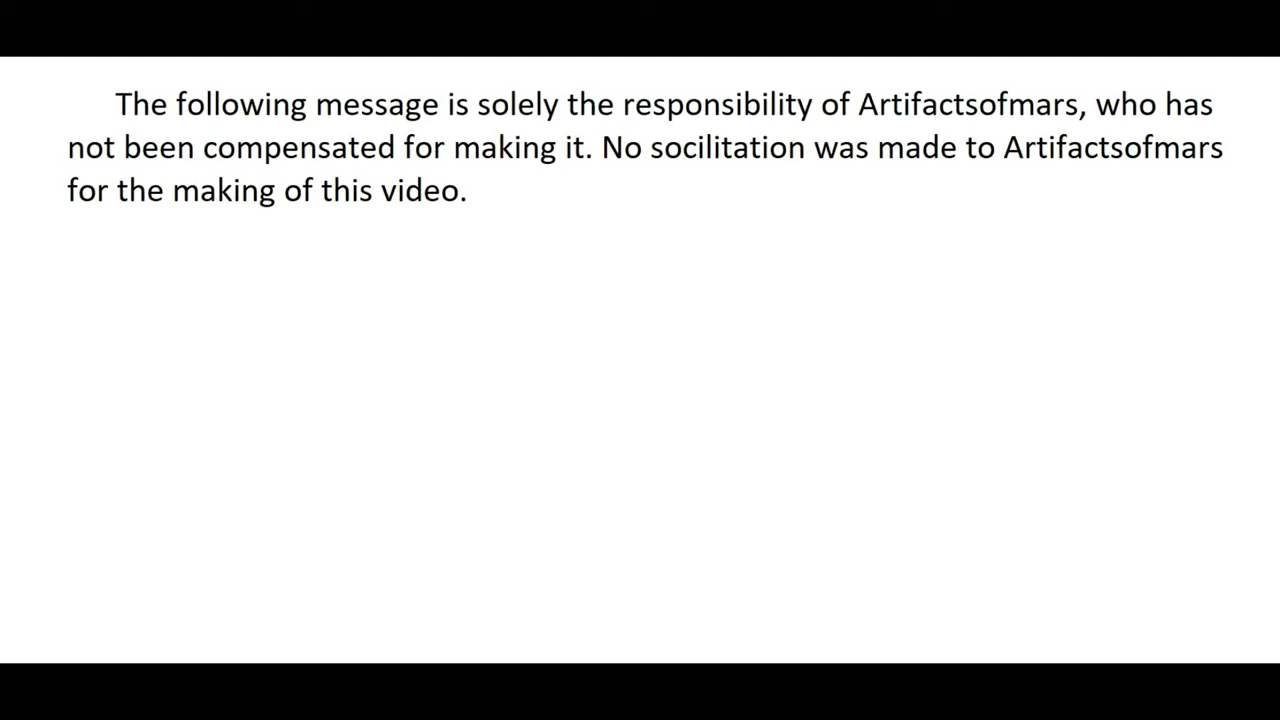 The following message is solely the responsibility of Artifactsofmars, who has
not been compensated for making it. No socilitation was made to Artifactsofmars
for the making of this video.